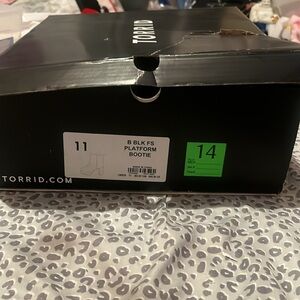 TORRID
11
B BLK FS
PLATFORM
BOOTIE
14
TORRID.COM